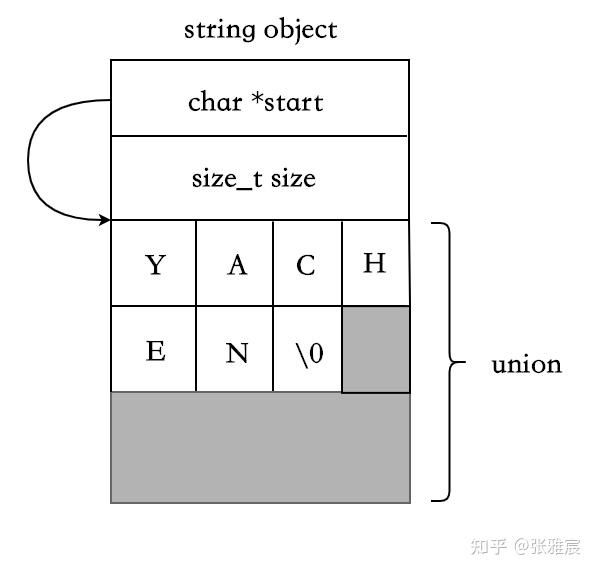 string object
char *start
size_t size
Y A C H
E N \0
union
知乎 @张雅宸